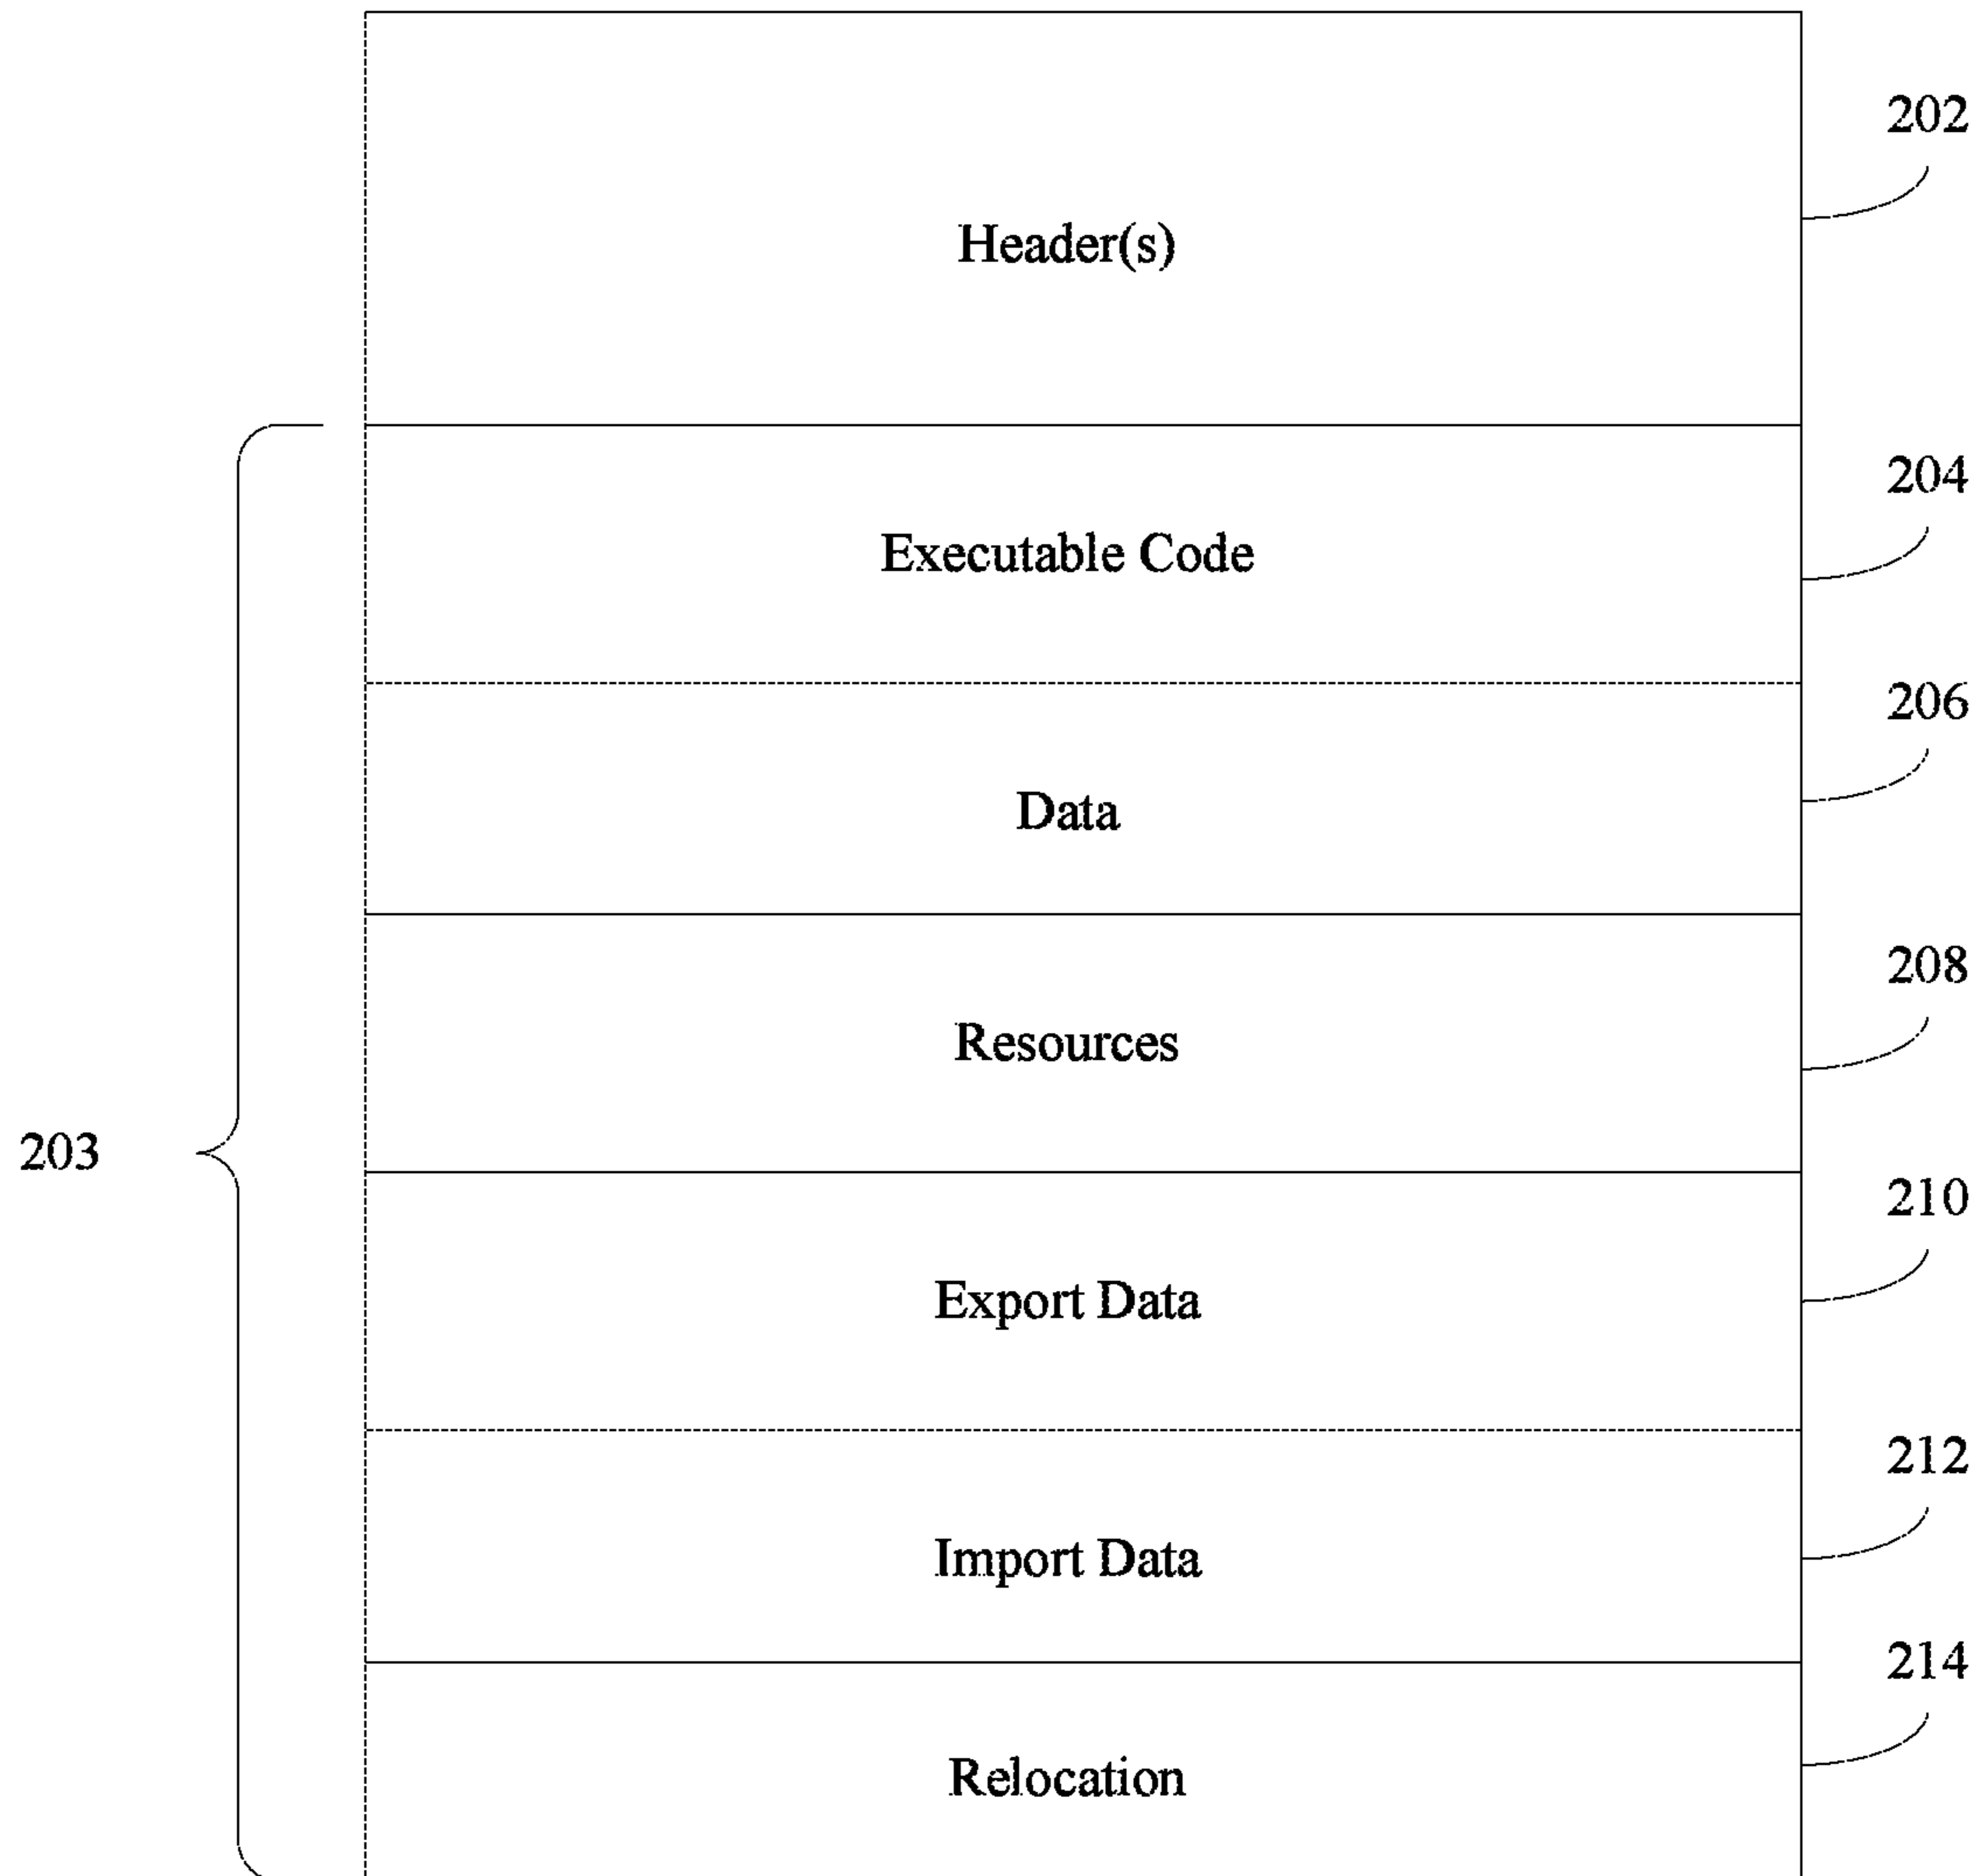 202
Header(s)
204
Executable Code
206
Data
208
Resources
203
210
Export Data
212
Import Data
214
Relocation